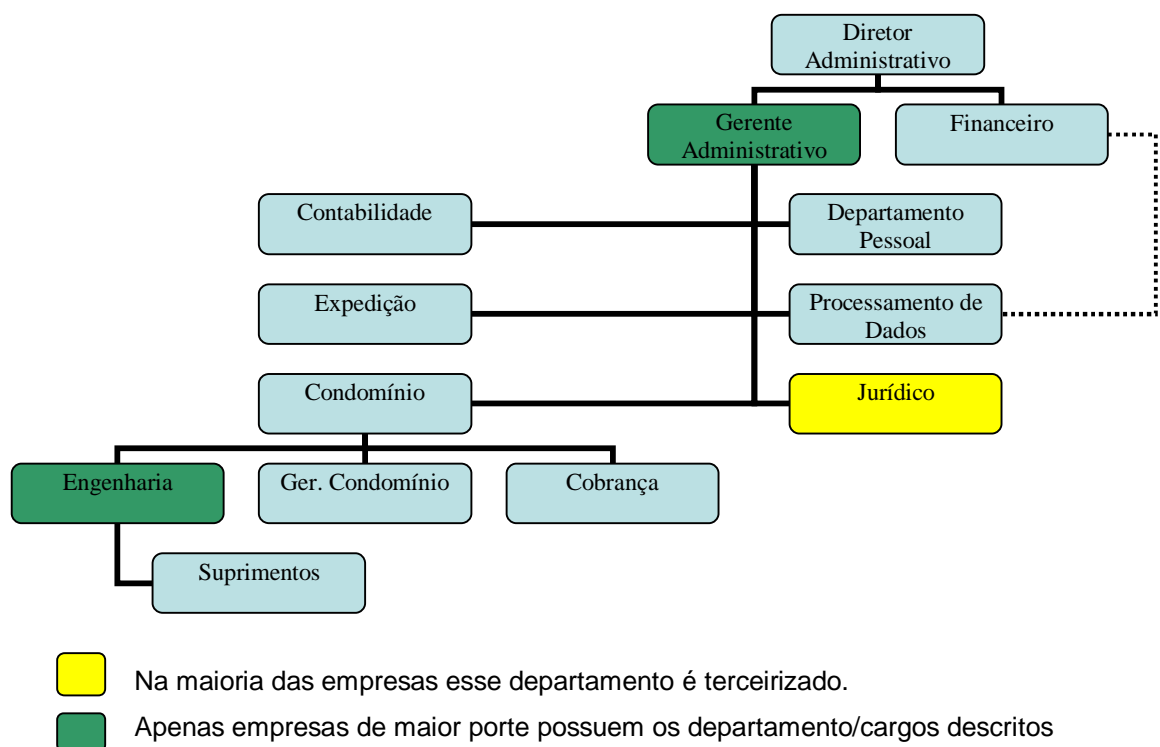 Diretor
Administrativo
Gerente
Administrativo
Financeiro
Contabilidade
Departamento
Pessoal
Expedição
Processamento de
Dados
Condomínio
Jurídico
Engenharia
Ger. Condomínio
Cobrança
Suprimentos
Na maioria das empresas esse departamento é terceirizado.
Apenas empresas de maior porte possuem os departamento/cargos descritos